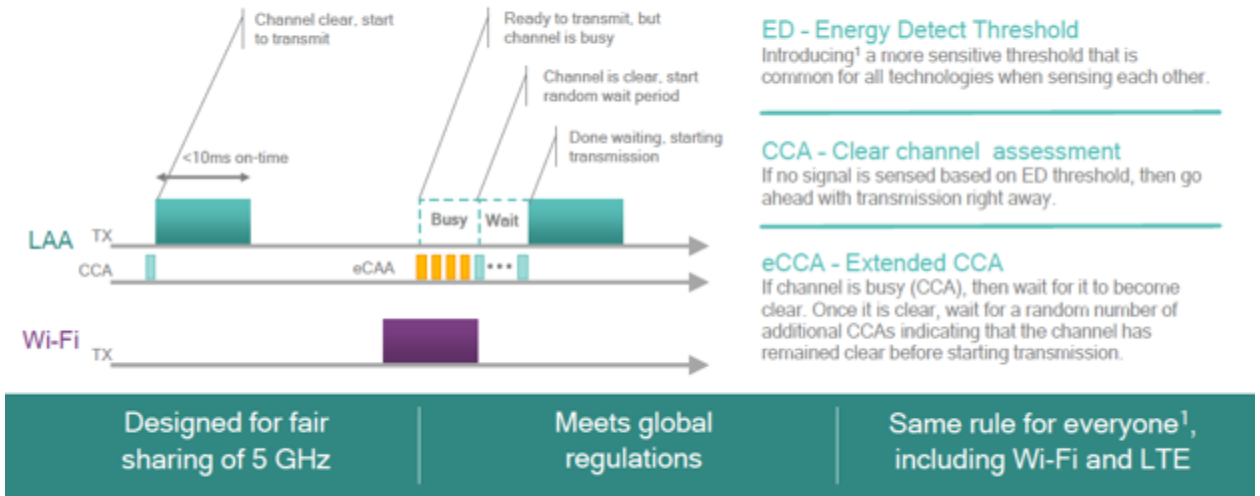 Channel clear, start
to transmit
Ready to transmit, but
channel is busy
Channel is clear, start
random wait period
Done waiting, starting
transmission
<10ms on-time
Busy
Wait
LAA
TX
CCA
eCAA
Wi-Fi
TX
ED - Energy Detect Threshold
Introducing¹ a more sensitive threshold that is
common for all technologies when sensing each other.
CCA - Clear channel assessment
If no signal is sensed based on ED threshold, then go
ahead with transmission right away.
eCCA - Extended CCA
If channel is busy (CCA), then wait for it to become
clear. Once it is clear, wait for a random number of
additional CCAs indicating that the channel has
remained clear before starting transmission.
Designed for fair
sharing of 5 GHz
Meets global
regulations
Same rule for everyone¹,
including Wi-Fi and LTE